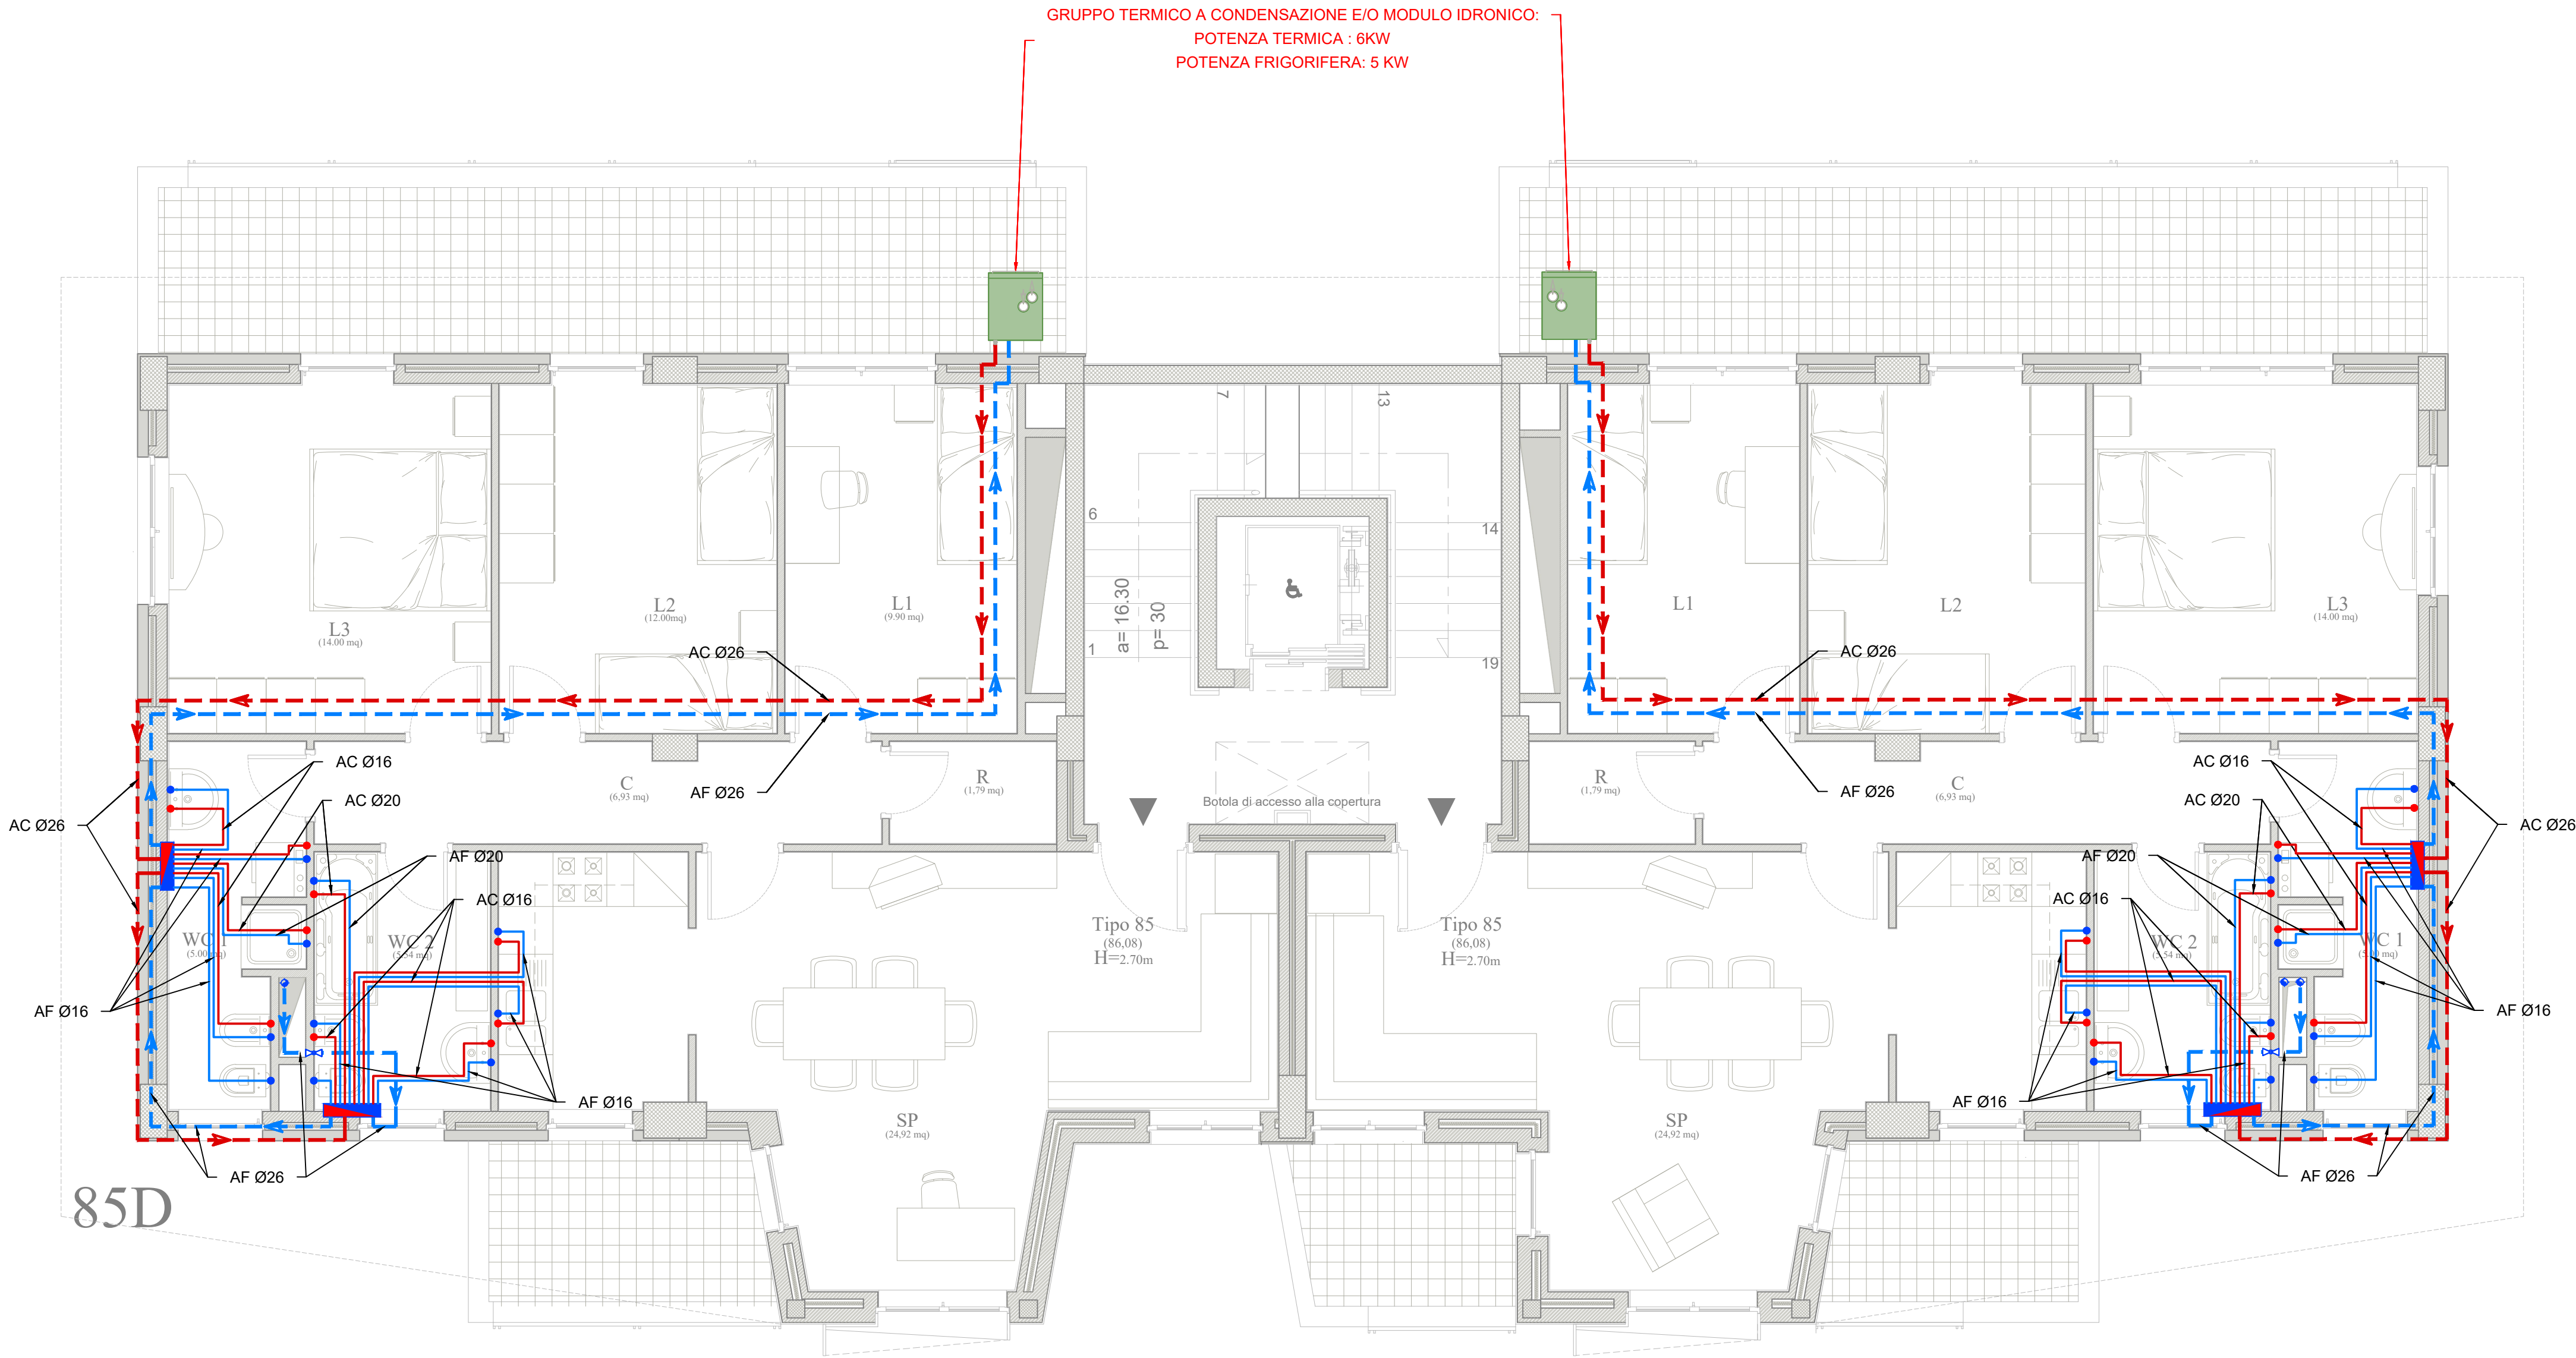 GRUPPO TERMICO A CONDENSAZIONE E/O MODULO IDRONICO:
POTENZA TERMICA : 6KW
POTENZA FRIGORIFERA: 5 KW
7
13
6
14
a= 16.30
p= 30
1
19
L3
(14.00 mq)
L2
(12.00mq)
L1
(9.90 mq)
L1
L2
L3
(14.00 mq)
AC Ø26
AC Ø26
AF Ø26
AF Ø26
AC Ø16
AC Ø20
AC Ø26
C
(6,93 mq)
R
(1,79 mq)
Botola di accesso alla copertura
R
(1,79 mq)
C
(6,93 mq)
AC Ø16
AC Ø20
AC Ø26
AF Ø20
AC Ø16
AF Ø20
AC Ø16
WC 1
WC 2
(5.54 mq)
Tipo 85
(86,08)
H=2.70m
Tipo 85
(86,08)
H=2.70m
WC 2
WC 1
AF Ø16
AF Ø16
AF Ø16
AF Ø16
SP
(24,92 mq)
SP
(24,92 mq)
AF Ø26
AF Ø26
85D